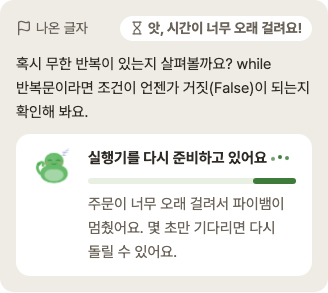 나온 글자
앗, 시간이 너무 오래 걸려요!
혹시 무한 반복이 있는지 살펴볼까요? while
반복문이라면 조건이 언젠가 거짓(False)이 되는지
확인해 봐요.
실행기를 다시 준비하고 있어요
주문이 너무 오래 걸려서 파이뱀이
멈췄어요. 몇 초만 기다리면 다시
돌릴 수 있어요.